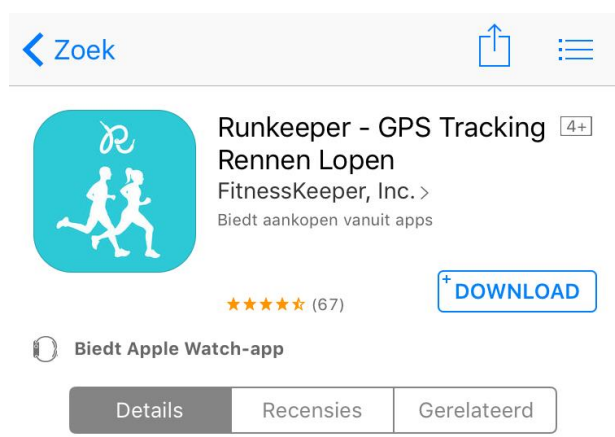 Zoek
Runkeeper - GPS Tracking 4+
Rennen Lopen
FitnessKeeper, Inc. >
Biedt aankopen vanuit apps
(67)
+ DOWNLOAD
Biedt Apple Watch-app
Details Recensies Gerelateerd